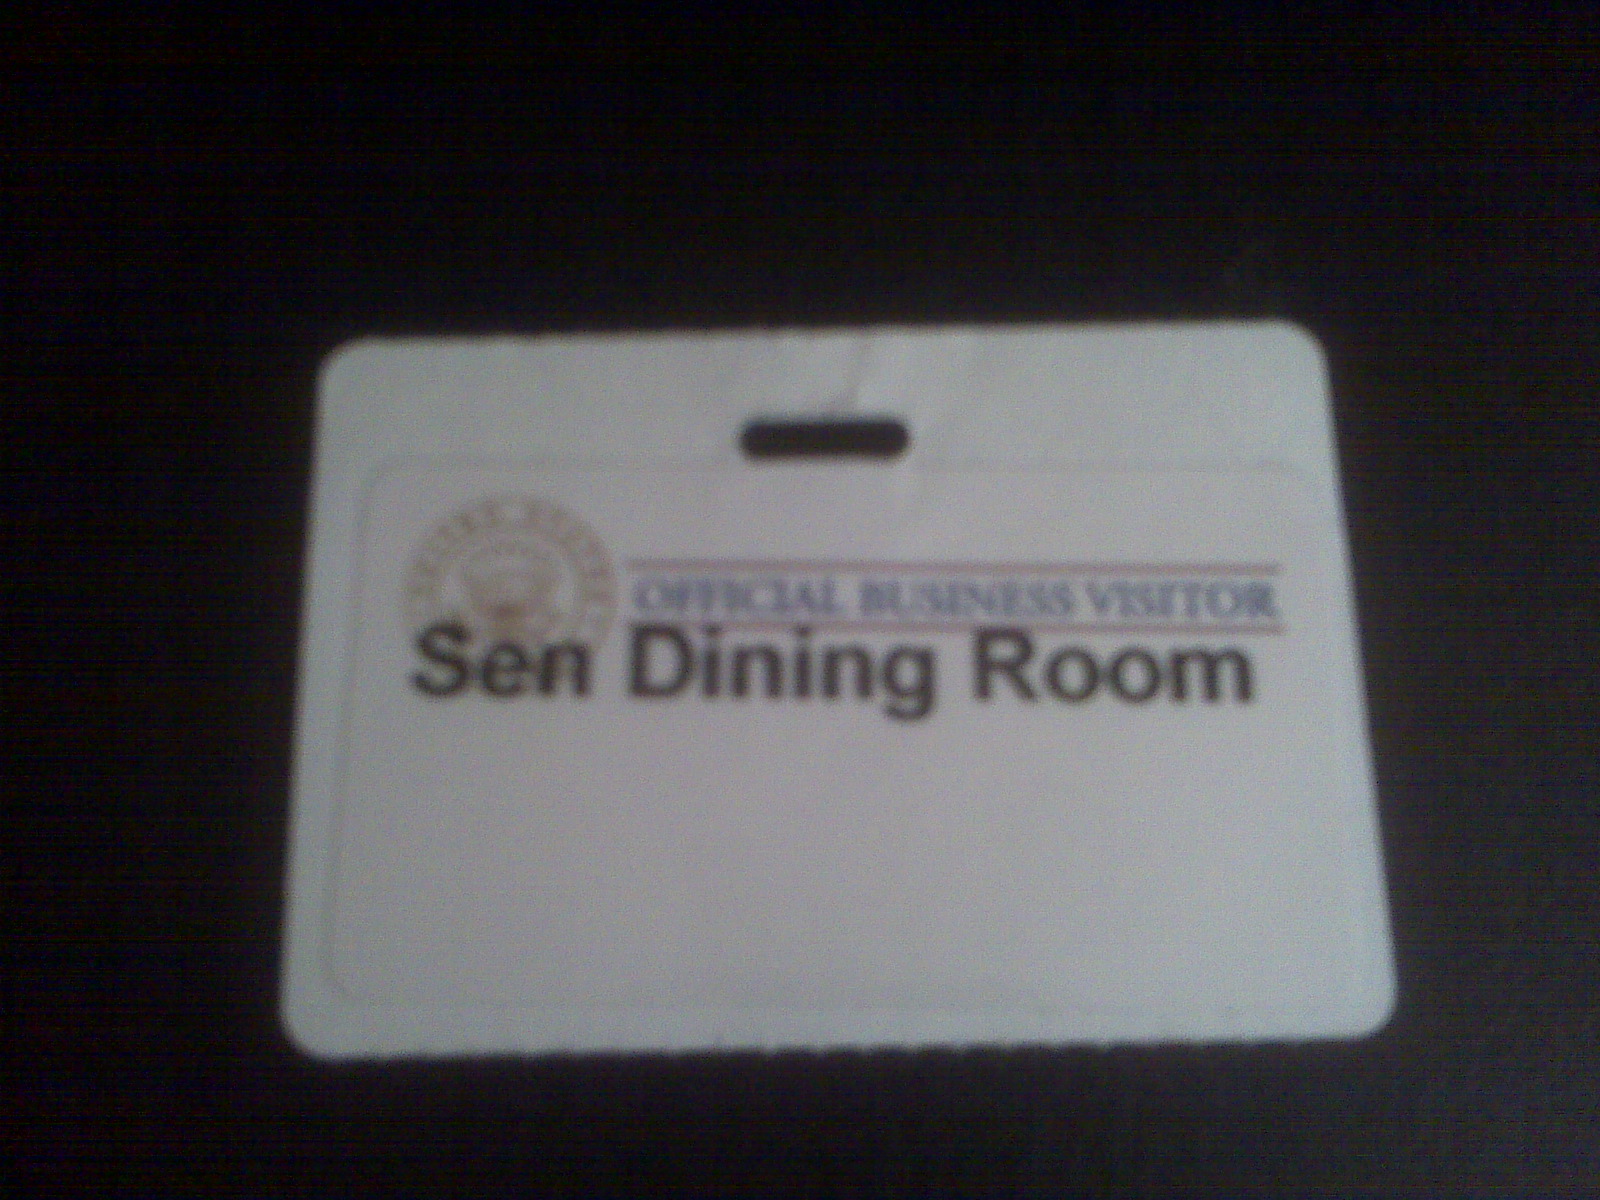 OFFICIAL BUSINESS VISITOR
Sen Dining Room